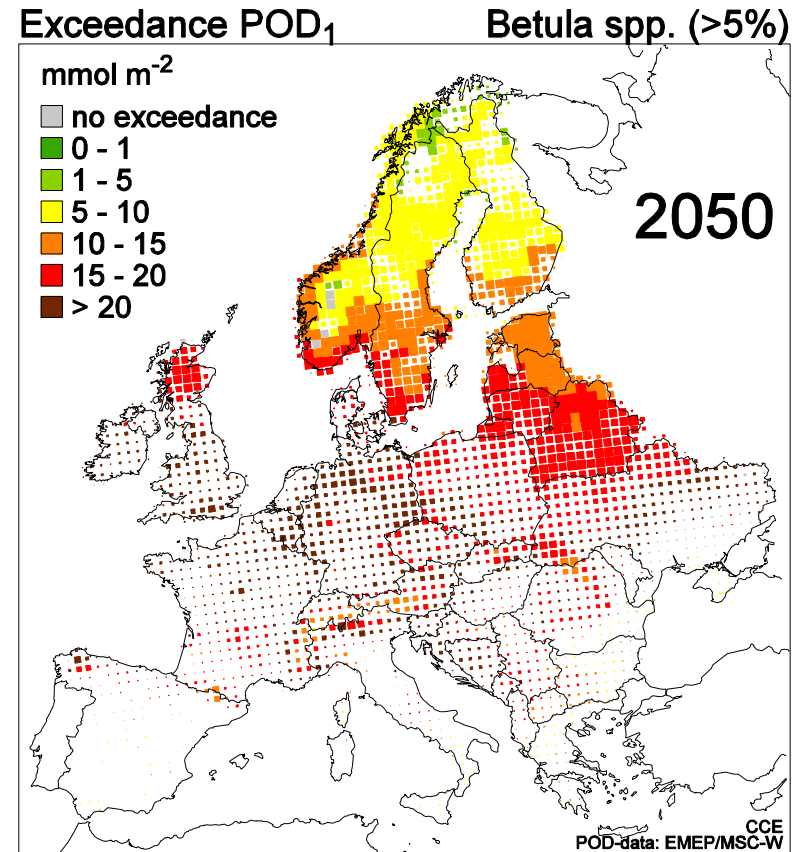 Exceedance POD₁ Betula spp. (>5%)
mmol m⁻²
no exceedance
0 - 1
1 - 5
5 - 10
10 - 15
15 - 20
> 20
2050
CCE
POD-data: EMEP/MSC-W